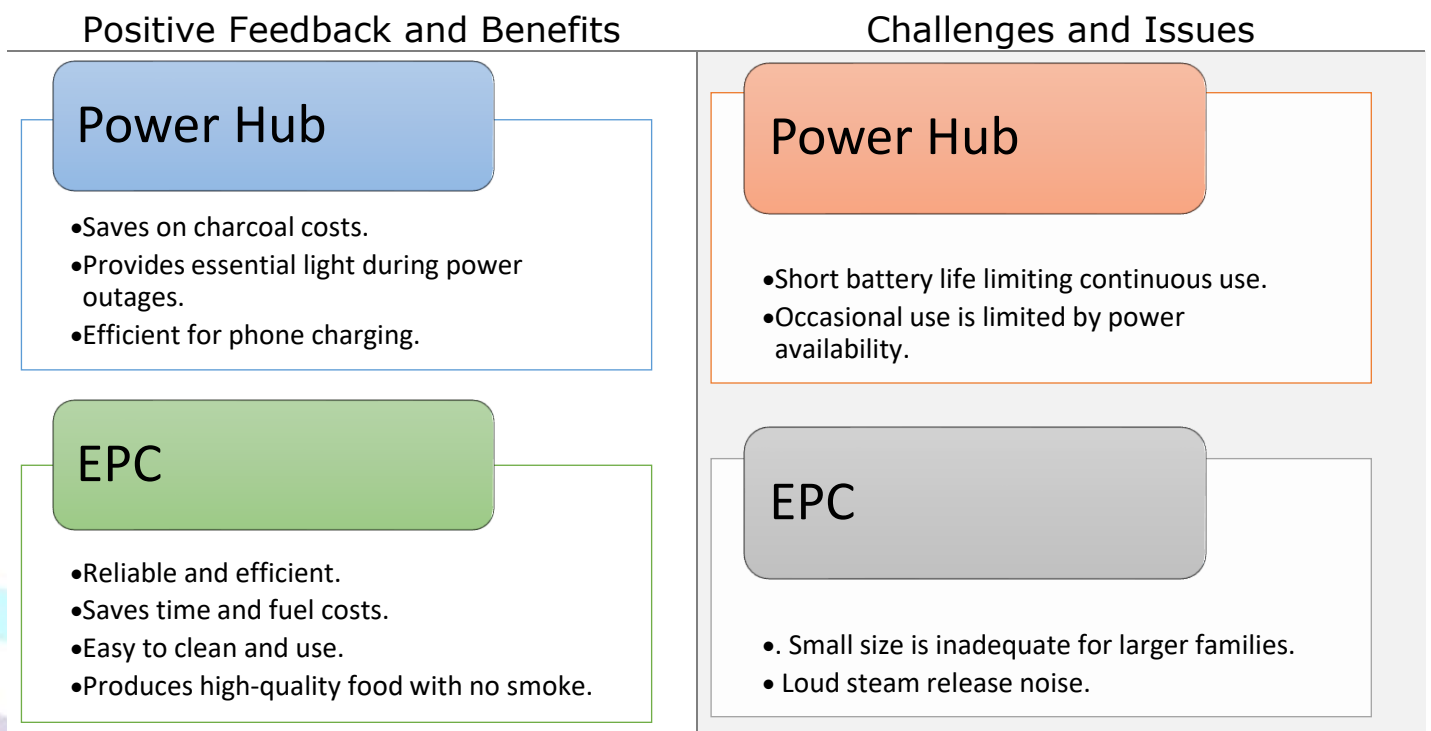 Positive Feedback and Benefits
Power Hub
•Saves on charcoal costs.
•Provides essential light during power
outages.
•Efficient for phone charging.
EPC
•Reliable and efficient.
•Saves time and fuel costs.
•Easy to clean and use.
•Produces high-quality food with no smoke.
Challenges and Issues
Power Hub
•Short battery life limiting continuous use.
•Occasional use is limited by power
availability.
EPC
•. Small size is inadequate for larger families.
• Loud steam release noise.